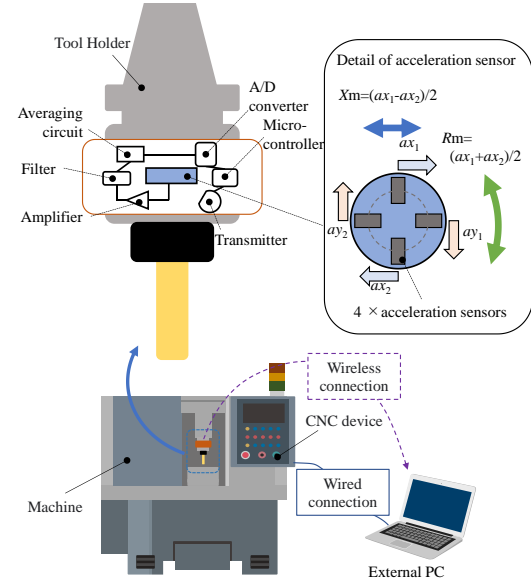 Tool Holder
Averaging
circuit
A/D
converter
Micro-
controller
Filter
Amplifier
Transmitter
Detail of acceleration sensor
Xm=(ax₁-ax₂)/2
ax₁
Rm=
(ax₁+ax₂)/2
ay₂
ay₁
ax₂
4 × acceleration sensors
Wireless
connection
CNC device
Machine
Wired
connection
External PC